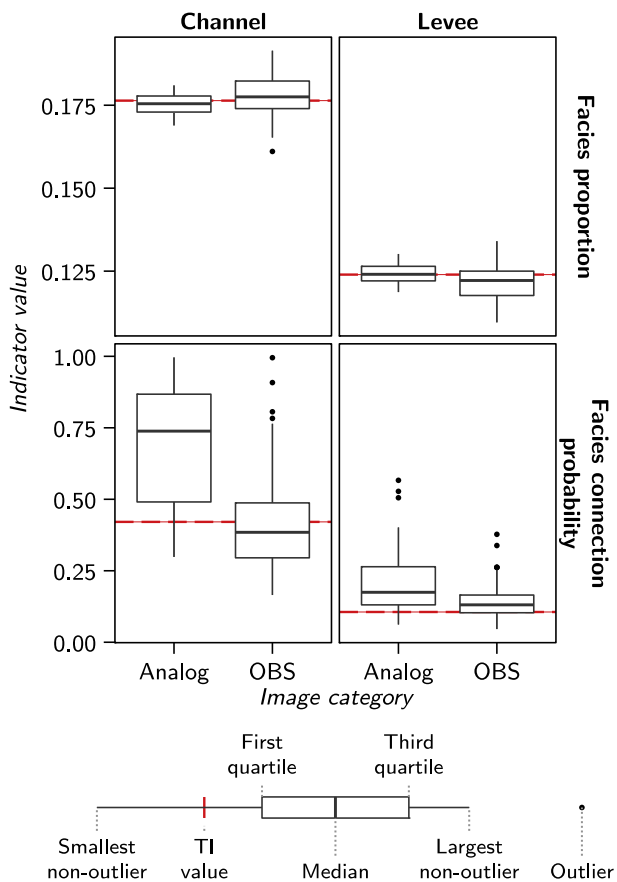 Channel Levee
0.175
0.150
0.125
Facies proportion
Indicator value
1.00
0.75
0.50
0.25
0.00
Facies connection
probability
Analog OBS Analog OBS
Image category
First
quartile
Third
quartile
Smallest
non-outlier
TI
value
Median
Largest
non-outlier
Outlier